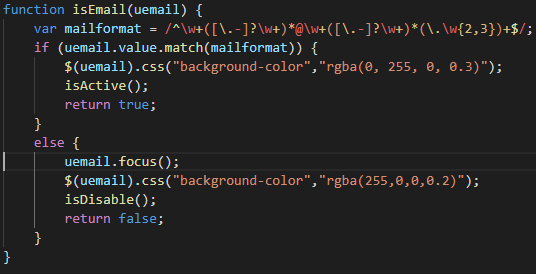 function isEmail(uemail) {
    var mailformat = /^\w+([\.-]?\w+)*@\w+([\.-]?\w+)*(\.\w{2,3})+$/;
    if (uemail.value.match(mailformat)) {
        $(uemail).css("background-color","rgba(0, 255, 0, 0.3)");
        isActive();
        return true;
    }
    else {
        uemail.focus();
        $(uemail).css("background-color","rgba(255,0,0,0.2)");
        isDisable();
        return false;
    }
}